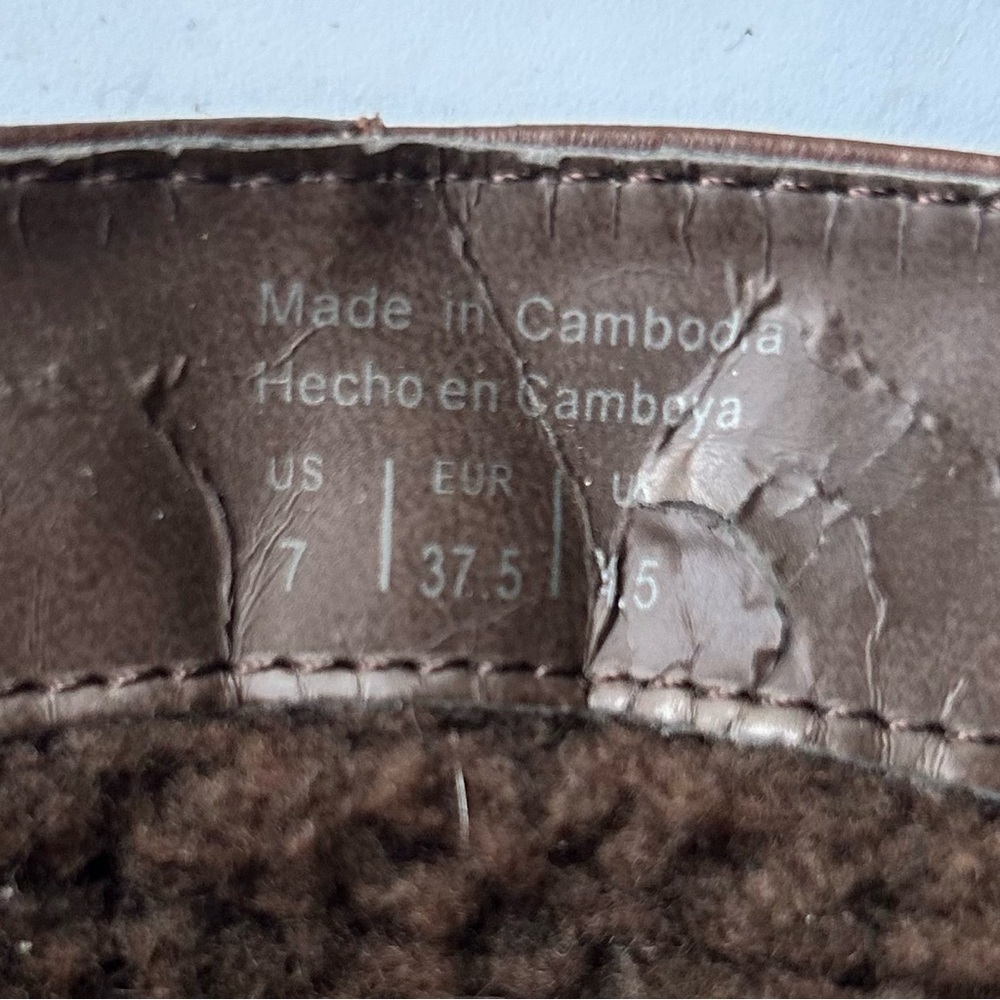 Made in Cambodia
Hecho en Camboya
US | EUR
7 | 37.5